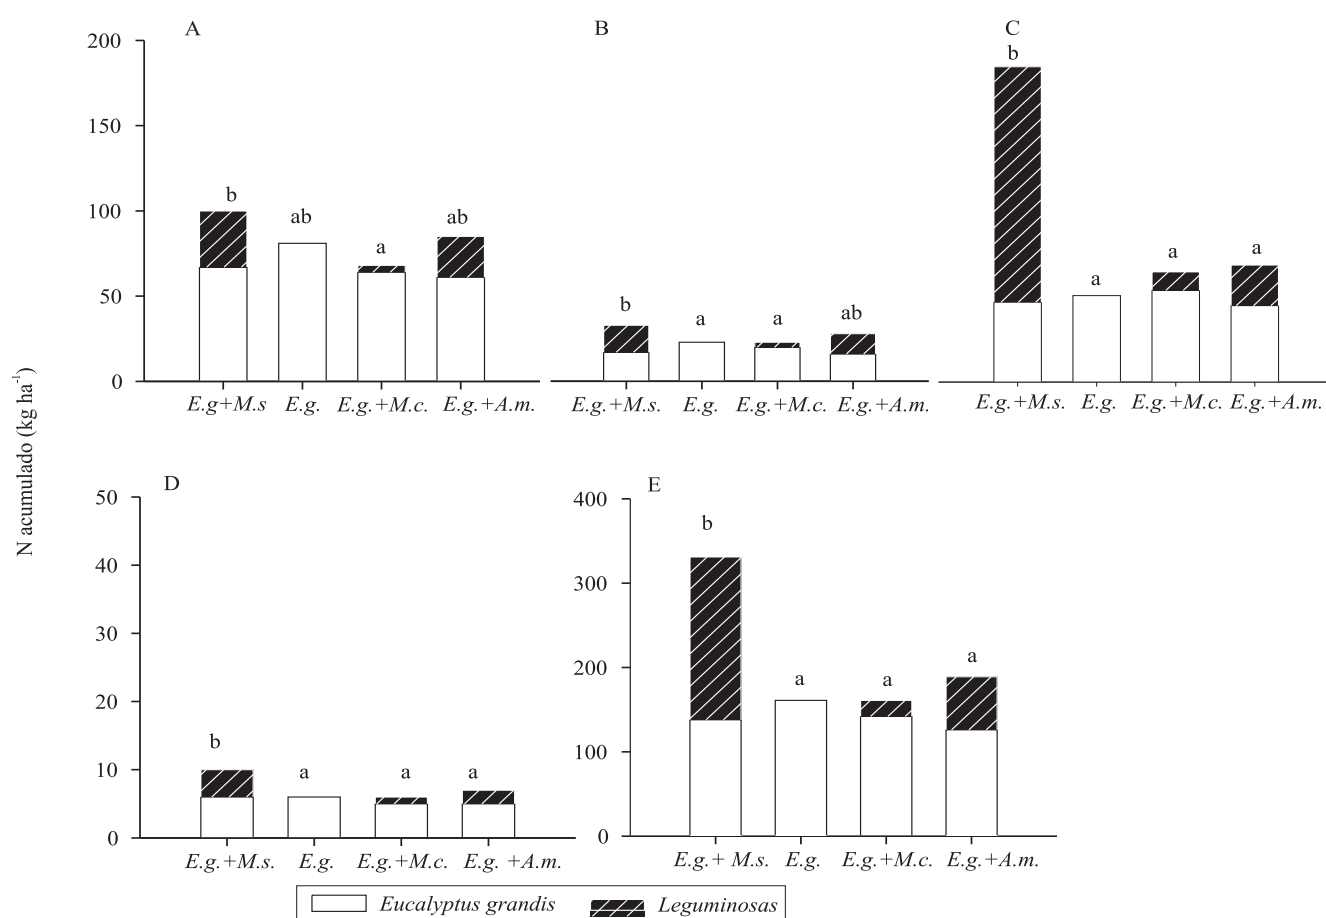 A
B
C
200
150
100
50
0
b
ab
a
ab
b
a
a
ab
b
a
a
a
E.g+M.s
E.g.
E.g.+M.c.
E.g.+A.m.
E.g.+M.s.
E.g.
E.g.+M.c.
E.g.+A.m.
E.g.+M.s.
E.g.
E.g.+M.c.
E.g.+A.m.
N acumulado (kg ha⁻¹)
D
E
50
40
30
20
10
0
b
a
a
a
400
300
200
100
0
b
a
a
a
E.g.+M.s.
E.g.
E.g.+M.c.
E.g. +A.m.
E.g.+ M.s.
E.g.
E.g.+M.c.
E.g.+A.m.
Eucalyptus grandis
Leguminosas